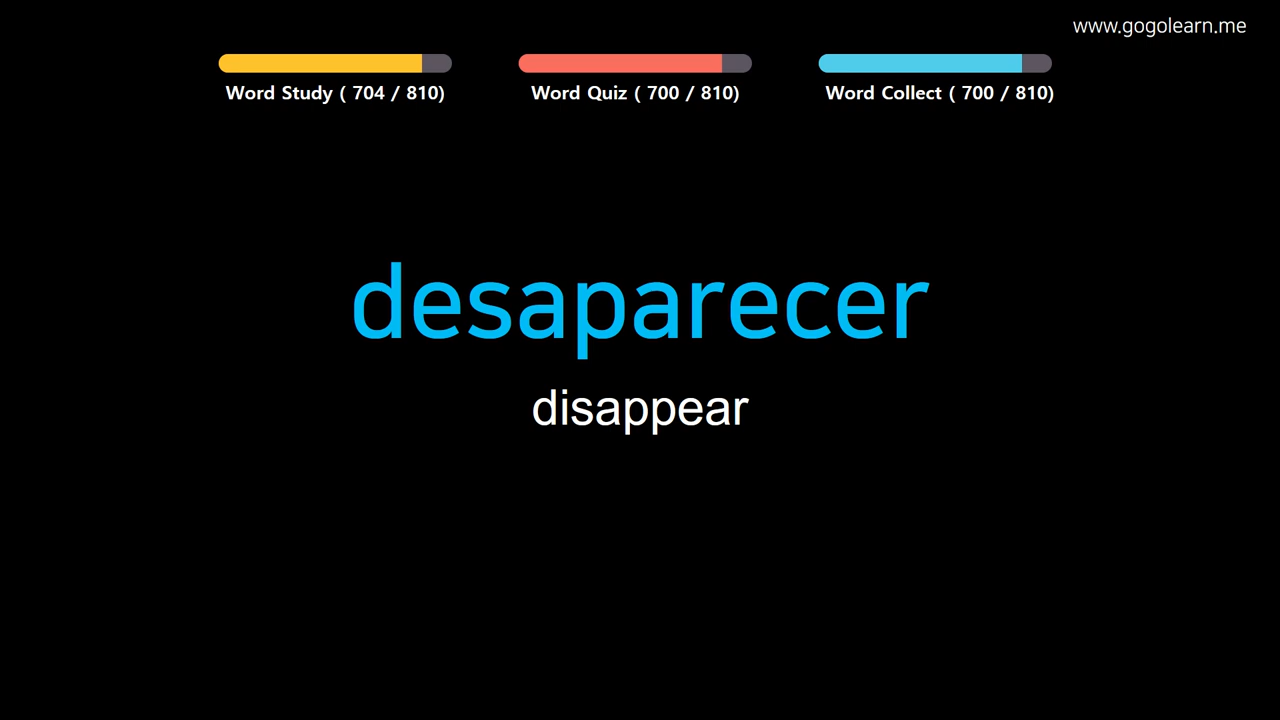 www.gogolearn.me
Word Study ( 704 / 810)
Word Quiz ( 700 / 810)
Word Collect ( 700 / 810)
desaparecer
disappear